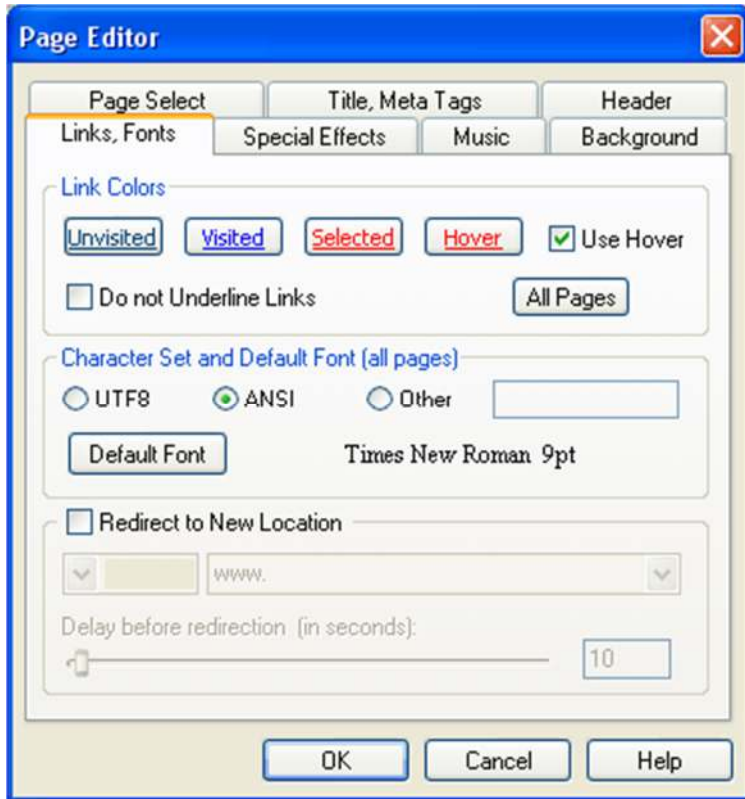 Page Editor
Page Select Title, Meta Tags Header
Links, Fonts Special Effects Music Background
Link Colors
Unvisited Visited Selected Hover Use Hover
Do not Underline Links All Pages
Character Set and Default Font (all pages)
UTF8 ANSI Other
Default Font Times New Roman 9pt
Redirect to New Location
www.
Delay before redirection (in seconds):
10
OK Cancel Help